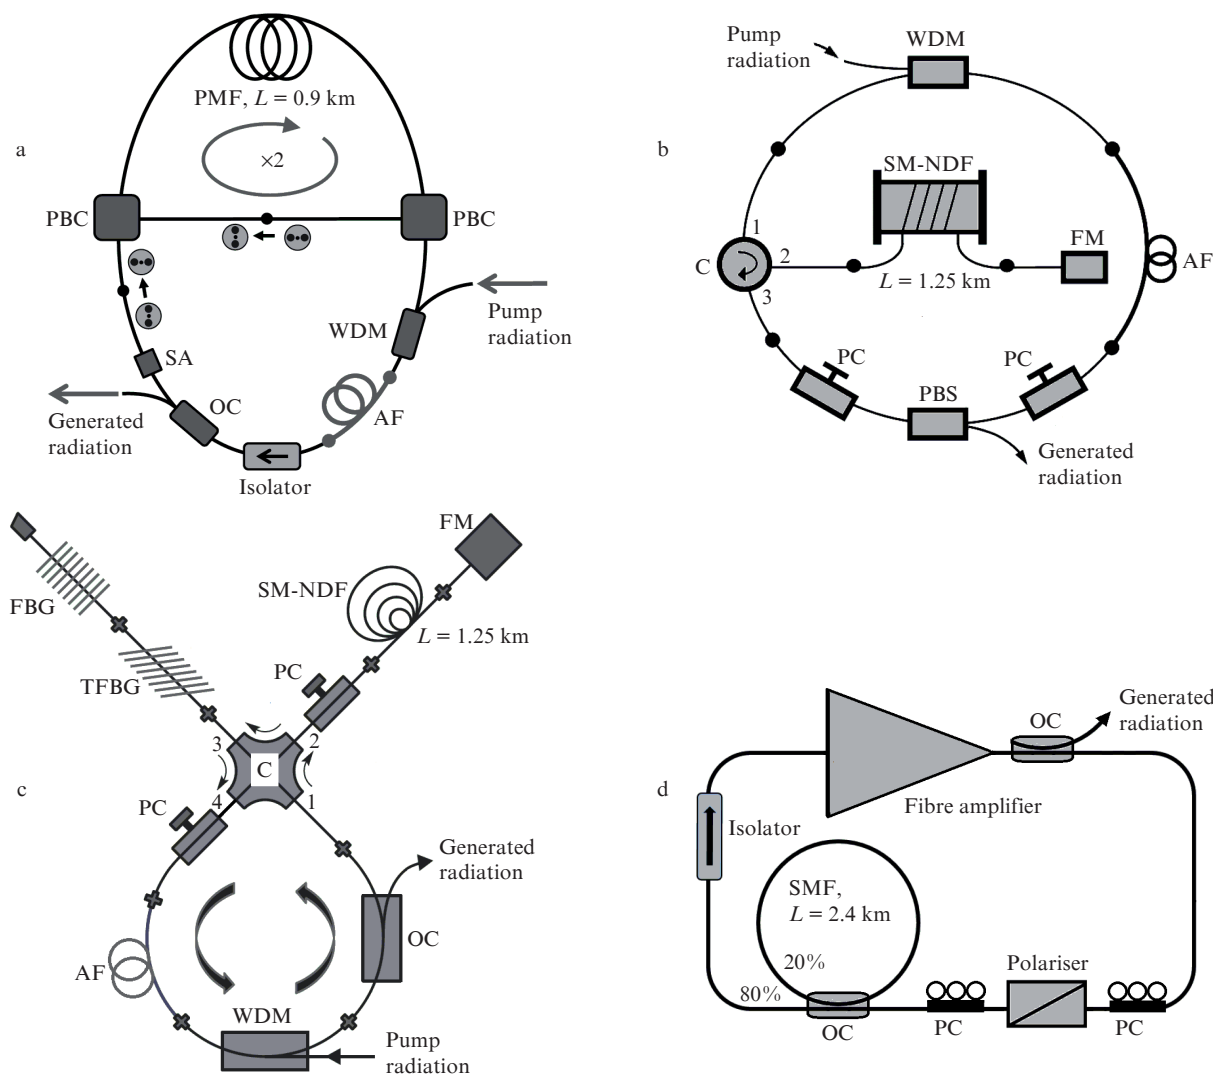 a
PMF, L = 0.9 km
×2
PBC
PBC
Pump
radiation
WDM
SA
OC
AF
Generated
radiation
Isolator
b
Pump
radiation
WDM
SM-NDF
1
C
2
FM
AF
L = 1.25 km
3
PC
PC
PBS
Generated
radiation
c
FM
SM-NDF
FBG
L = 1.25 km
PC
TFBG
3
2
C
4
1
PC
Generated
radiation
AF
OC
WDM
Pump
radiation
d
Generated
radiation
OC
Fibre amplifier
Isolator
SMF,
L = 2.4 km
20%
80%
Polariser
OC
PC
PC